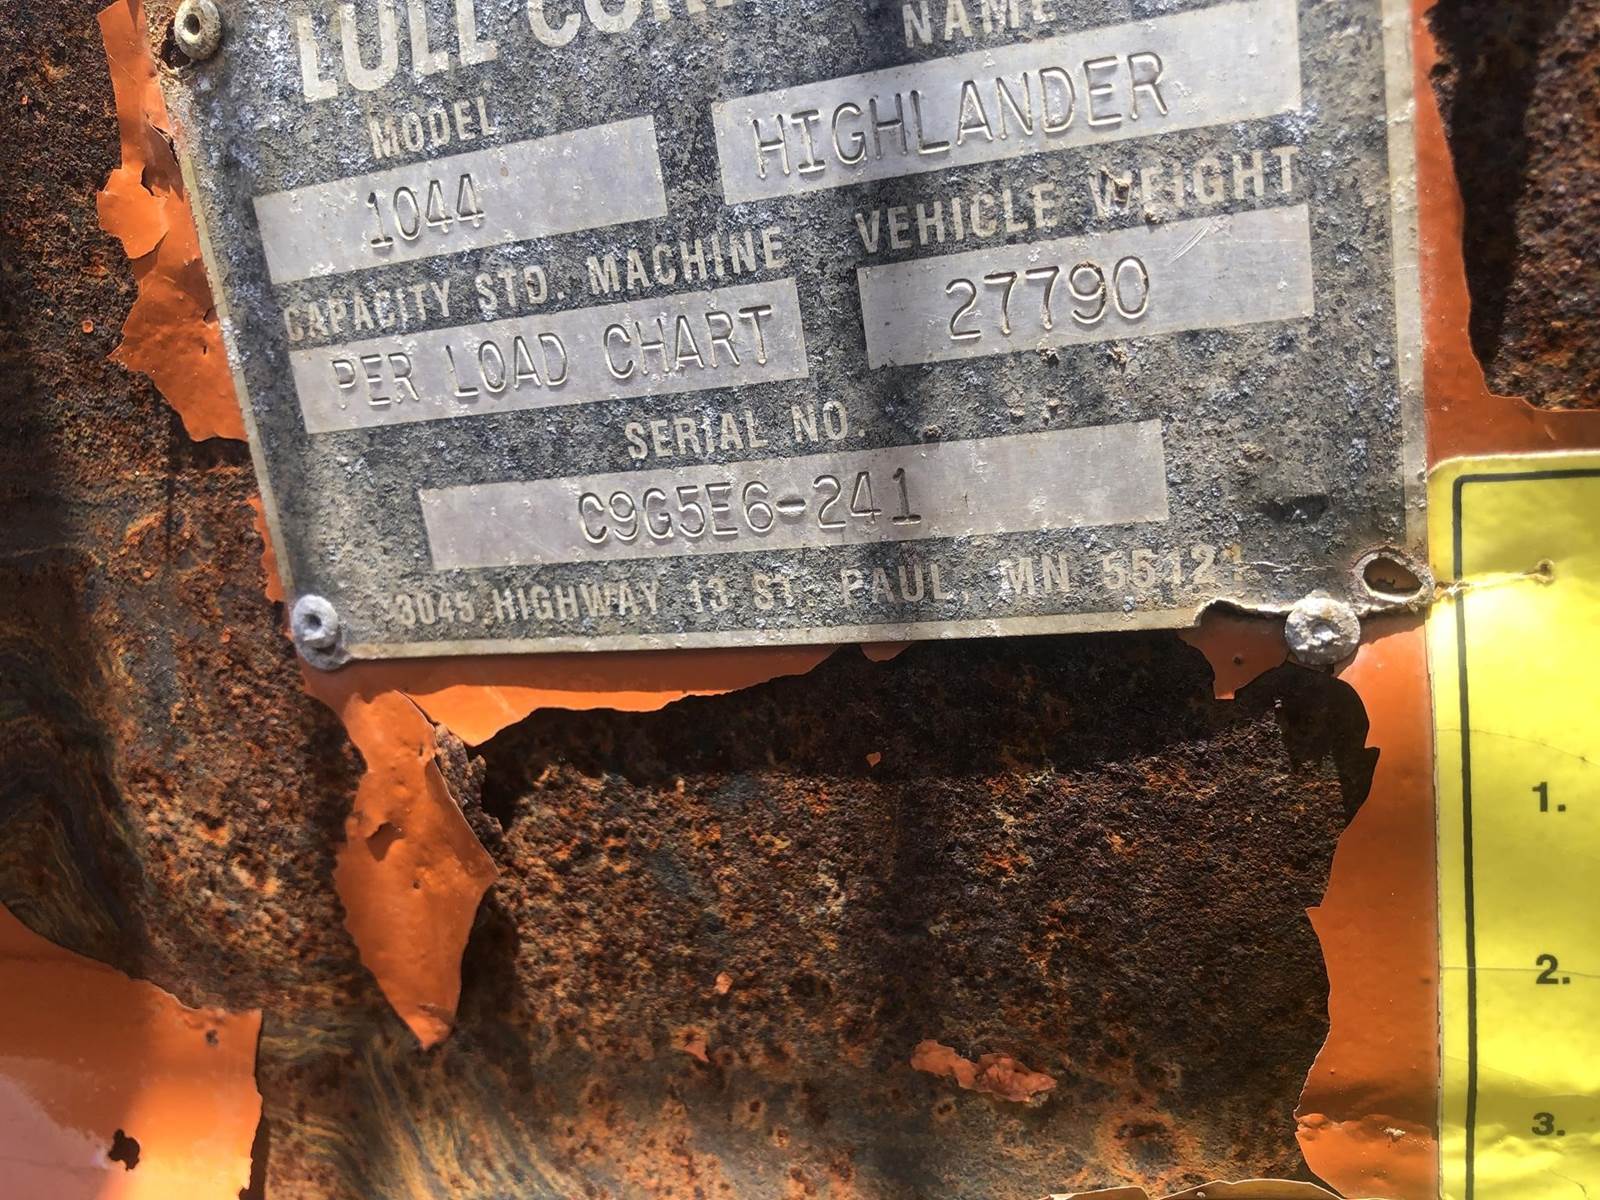 LULL
NAME
MODEL
HIGHLANDER
1044
VEHICLE WEIGHT
CAPACITY STD. MACHINE
27790
PER LOAD CHART
SERIAL NO.
C9G5E6-241
3045 HIGHWAY 13 ST. PAUL, MN 55121
1.
2.
3.